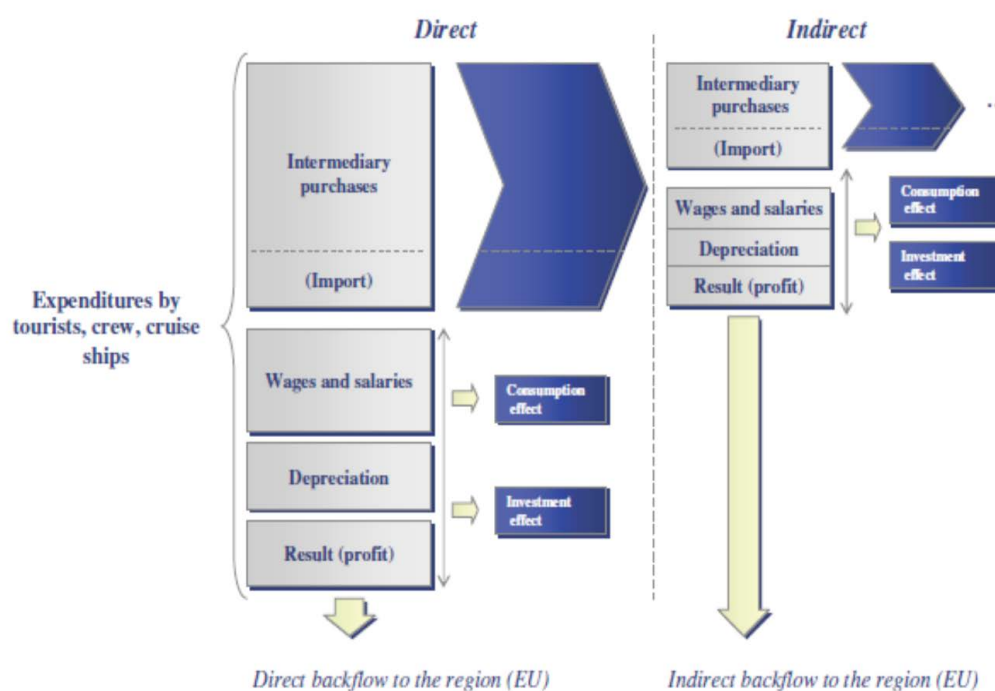 Direct
Indirect
Expenditures by
tourists, crew, cruise
ships
Intermediary
purchases
(Import)
Wages and salaries
Depreciation
Result (profit)
Consumption
effect
Investment
effect
Direct backflow to the region (EU)
Intermediary
purchases
(Import)
..
Wages and salaries
Depreciation
Result (profit)
Consumption
effect
Investment
effect
Indirect backflow to the region (EU)